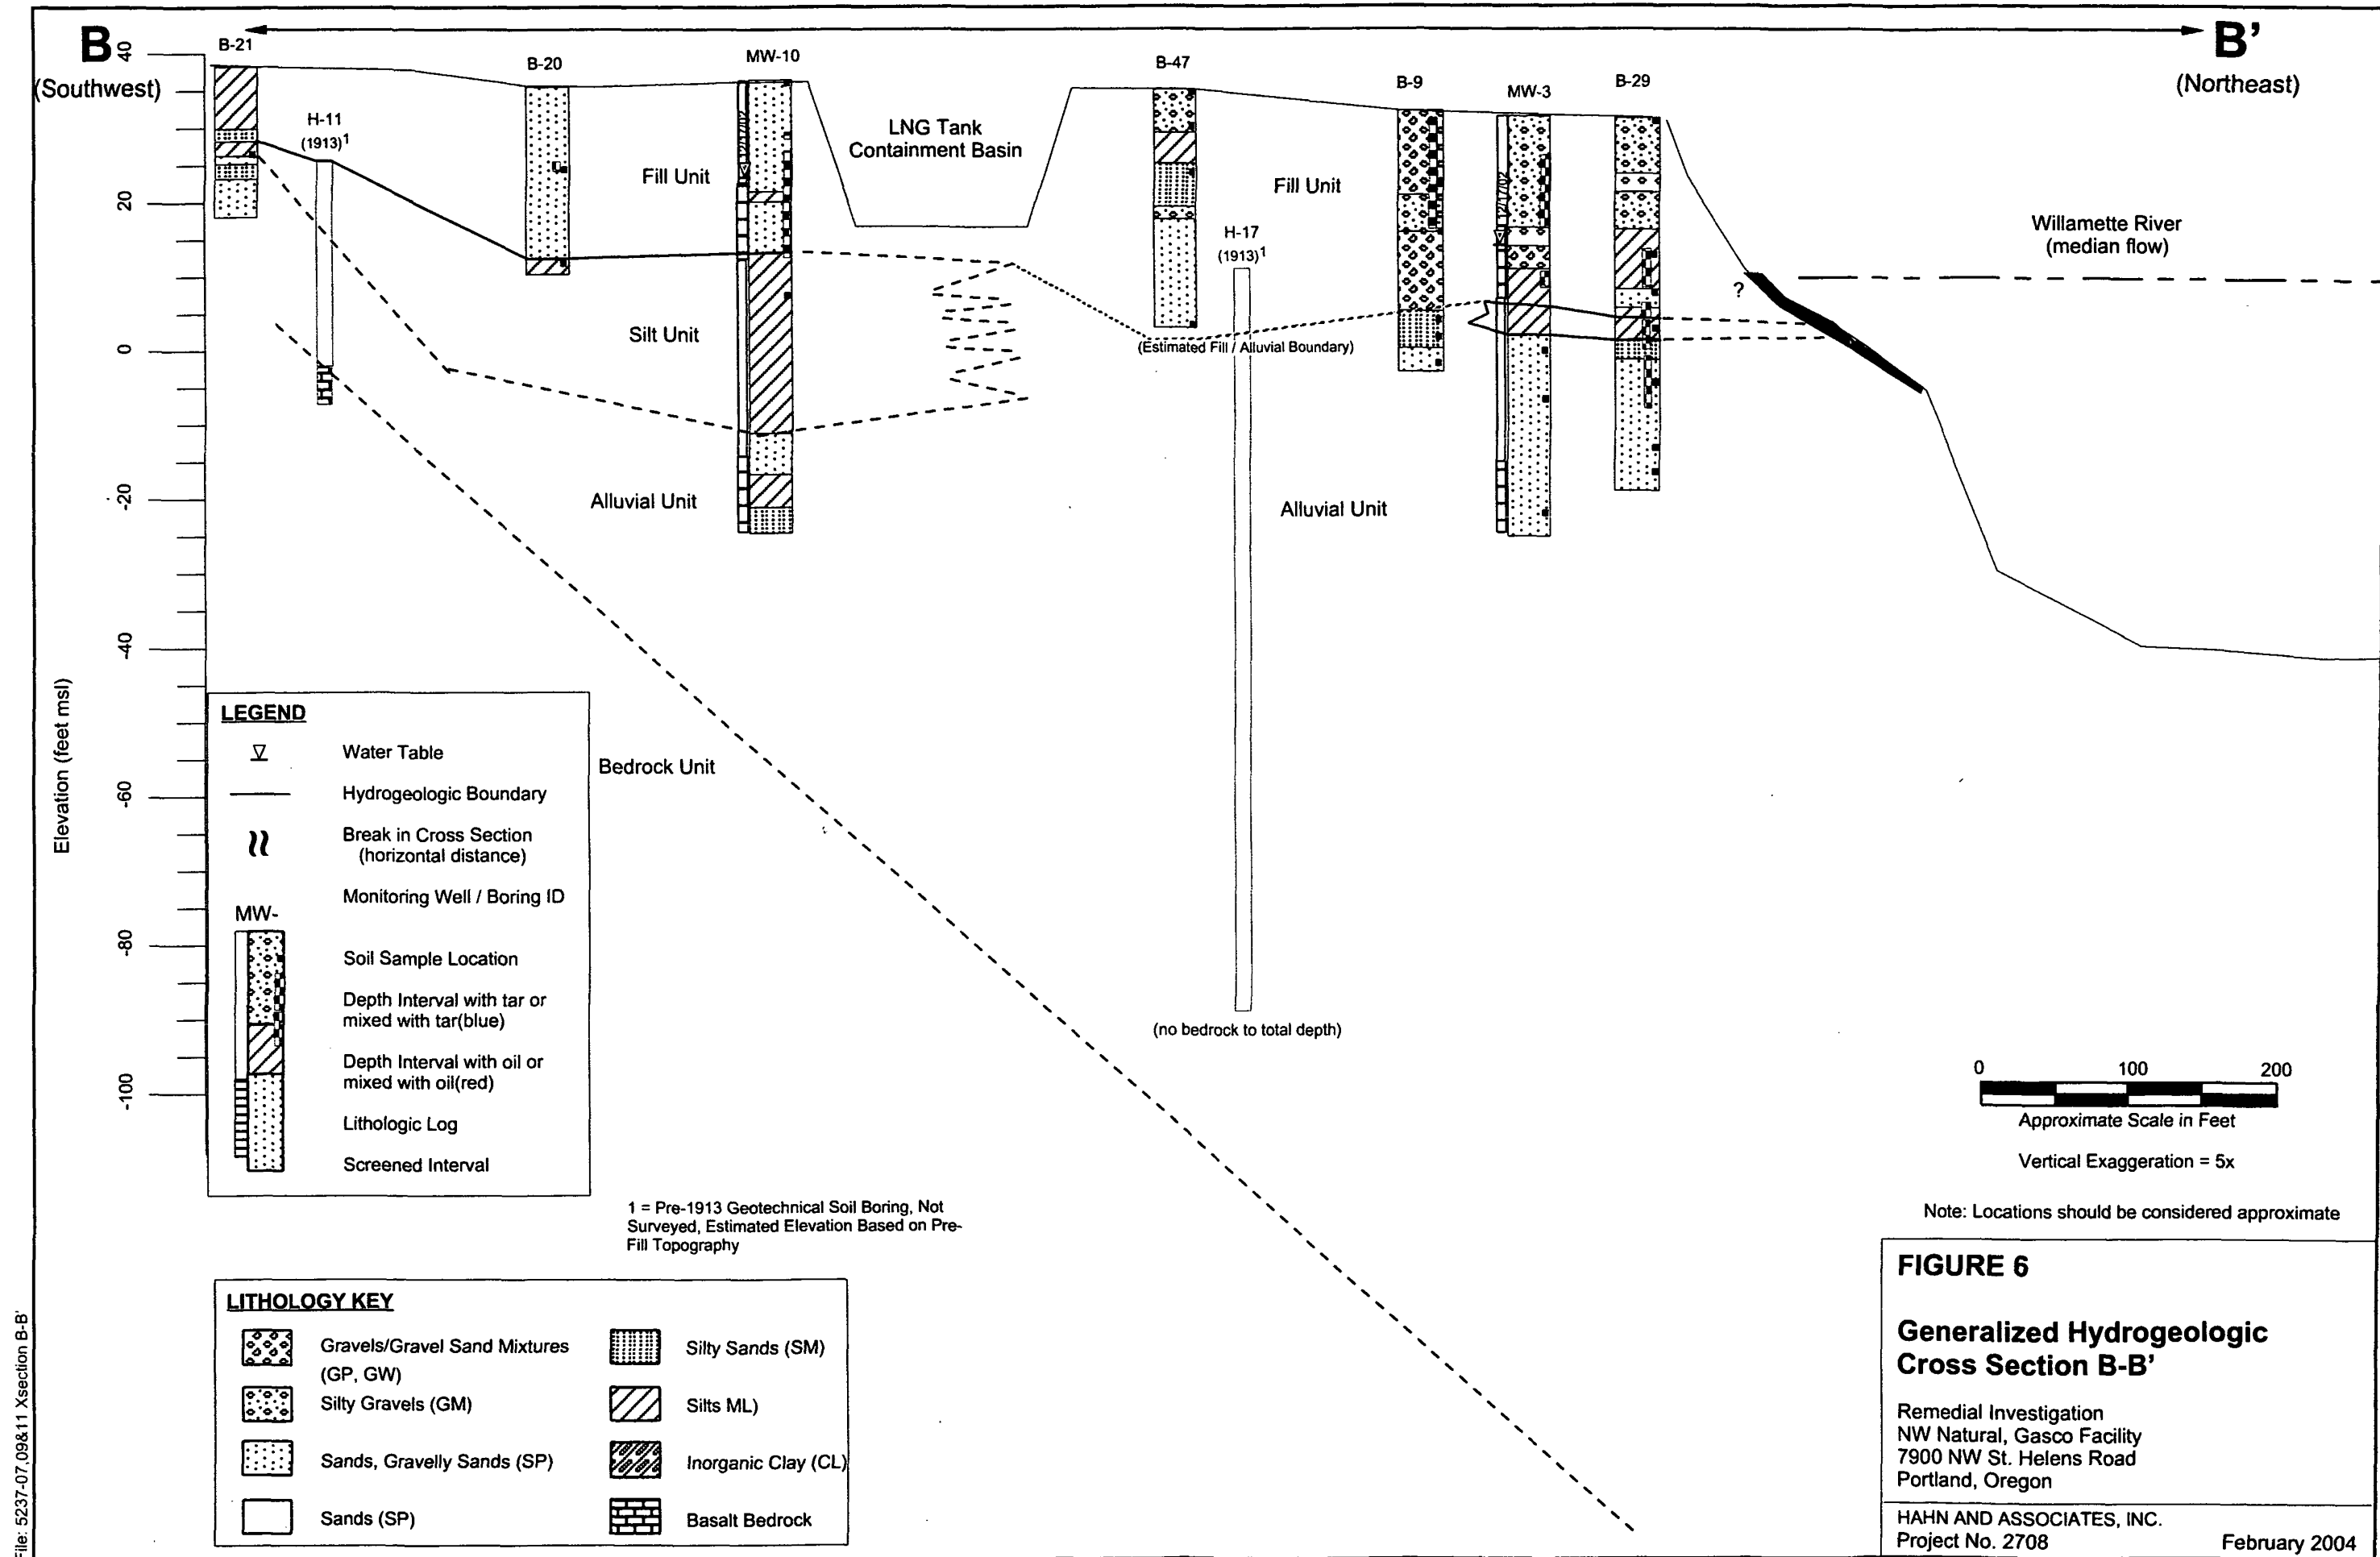 B
(Southwest)
B'
(Northeast)
B-21
H-11
(1913)1
B-20
MW-10
B-47
H-17
(1913)1
B-9
MW-3
B-29
LNG Tank
Containment Basin
Fill Unit
Fill Unit
12/17/02
12/17/02
Willamette River
(median flow)
?
Silt Unit
(Estimated Fill / Alluvial Boundary)
Alluvial Unit
Alluvial Unit
Bedrock Unit
(no bedrock to total depth)
Elevation (feet msl)
40
20
0
-20
-40
-60
-80
-100
LEGEND
Water Table
Hydrogeologic Boundary
Break in Cross Section
(horizontal distance)
Monitoring Well / Boring ID
MW-
Soil Sample Location
Depth Interval with tar or
mixed with tar(blue)
Depth Interval with oil or
mixed with oil(red)
Lithologic Log
Screened Interval
1 = Pre-1913 Geotechnical Soil Boring, Not
Surveyed, Estimated Elevation Based on Pre-
Fill Topography
LITHOLOGY KEY
Gravels/Gravel Sand Mixtures
(GP, GW)
Silty Gravels (GM)
Sands, Gravelly Sands (SP)
Sands (SP)
Silty Sands (SM)
Silts ML)
Inorganic Clay (CL)
Basalt Bedrock
0 100 200
Approximate Scale in Feet
Vertical Exaggeration = 5x
Note: Locations should be considered approximate
FIGURE 6
Generalized Hydrogeologic
Cross Section B-B'
Remedial Investigation
NW Natural, Gasco Facility
7900 NW St. Helens Road
Portland, Oregon
HAHN AND ASSOCIATES, INC.
Project No. 2708 February 2004
File: 5237-07,09&11 Xsection B-B'